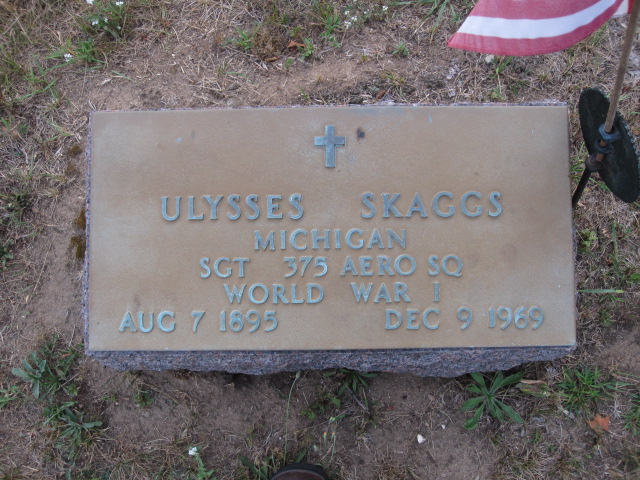 ULYSSES SKAGGS
MICHIGAN
SGT 375 AERO SQ
WORLD WAR I
AUG 7 1895 DEC 9 1969